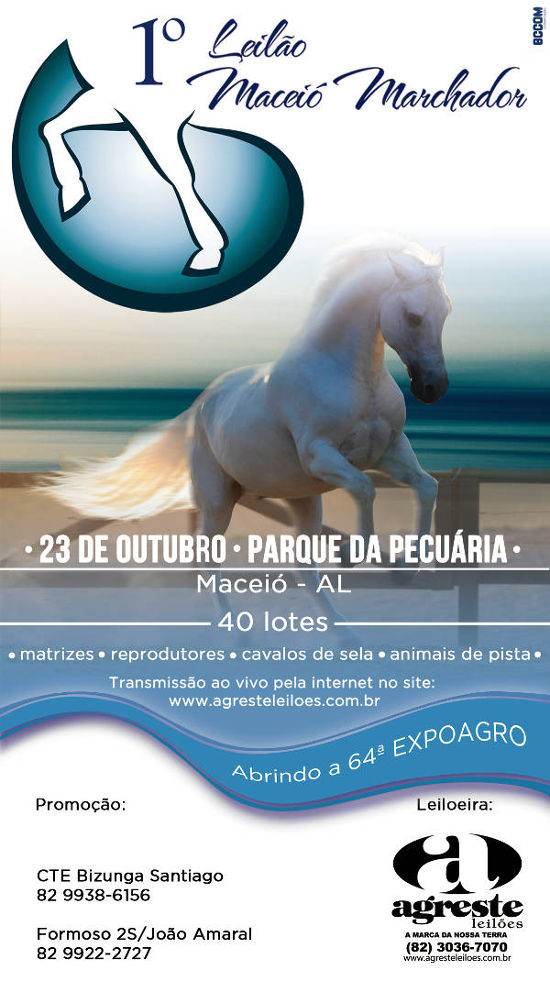 BCCOM
1º Leilão
Maceió Marchador
• 23 DE OUTUBRO • PARQUE DA PECUÁRIA •
Maceió - AL
40 lotes
• matrizes • reprodutores • cavalos de sela • animais de pista •
Transmissão ao vivo pela internet no site:
www.agresteleiloes.com.br
Abrindo a 64ª EXPOAGRO
Promoção:
CTE Bizunga Santiago
82 9938-6156
Formoso 2S/João Amaral
82 9922-2727
Leiloeira:
a
agreste
leilões
A MARCA DA NOSSA TERRA
(82) 3036-7070
www.agresteleiloes.com.br